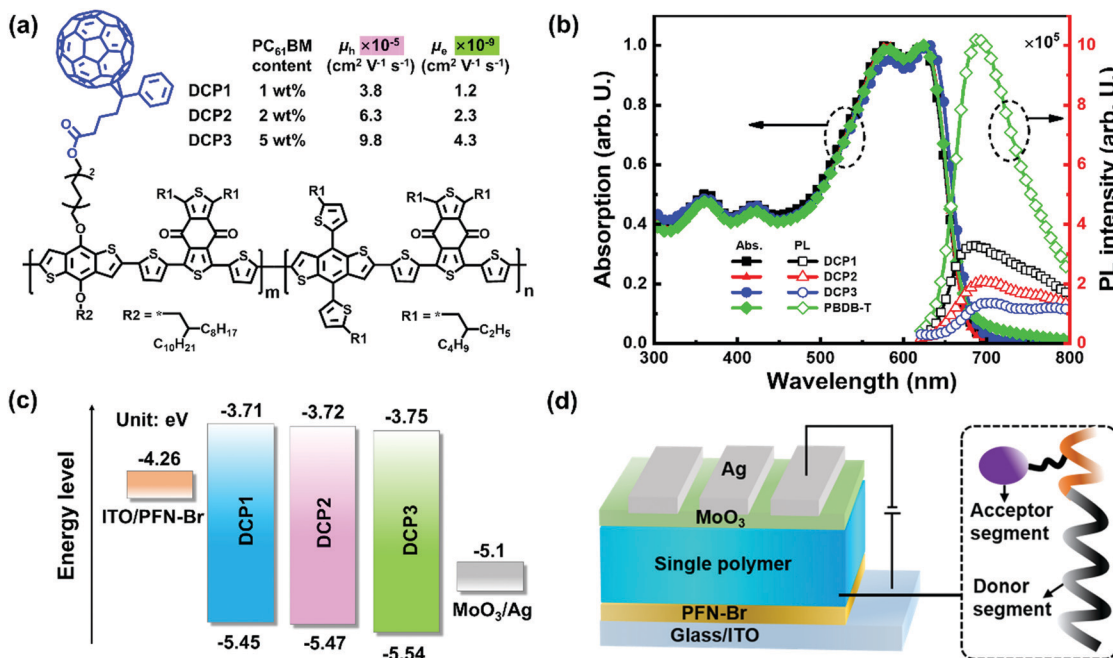 (a)
PC61BM content μh ×10-5 (cm2 V-1 s-1) μe ×10-9 (cm2 V-1 s-1)
DCP1 1 wt% 3.8 1.2
DCP2 2 wt% 6.3 2.3
DCP3 5 wt% 9.8 4.3
O
O
2
O
O
R2
S
S
S
S
S
R1
S
R1
O
O
S
m
R1
S
S
S
S
R1
S
R1
S
R1
O
O
S
S
n
R2 = *
C8H17
C10H21
R1 = *
C2H5
C4H9
(b)
×10^5
Absorption (arb. U.)
1.0
0.8
0.6
0.4
0.2
0.0
Abs. PL
DCP1
DCP2
DCP3
PBDB-T
10
8
6
4
2
0
PL intensity (arb. U.)
300 400 500 600 700 800
Wavelength (nm)
(c)
Energy level
Unit: eV
-4.26
ITO/PFN-Br
-3.71
DCP1
-5.45
-3.72
DCP2
-5.47
-3.75
DCP3
-5.54
-5.1
MoO3/Ag
(d)
Ag
MoO3
Single polymer
PFN-Br
Glass/ITO
Acceptor
segment
Donor
segment